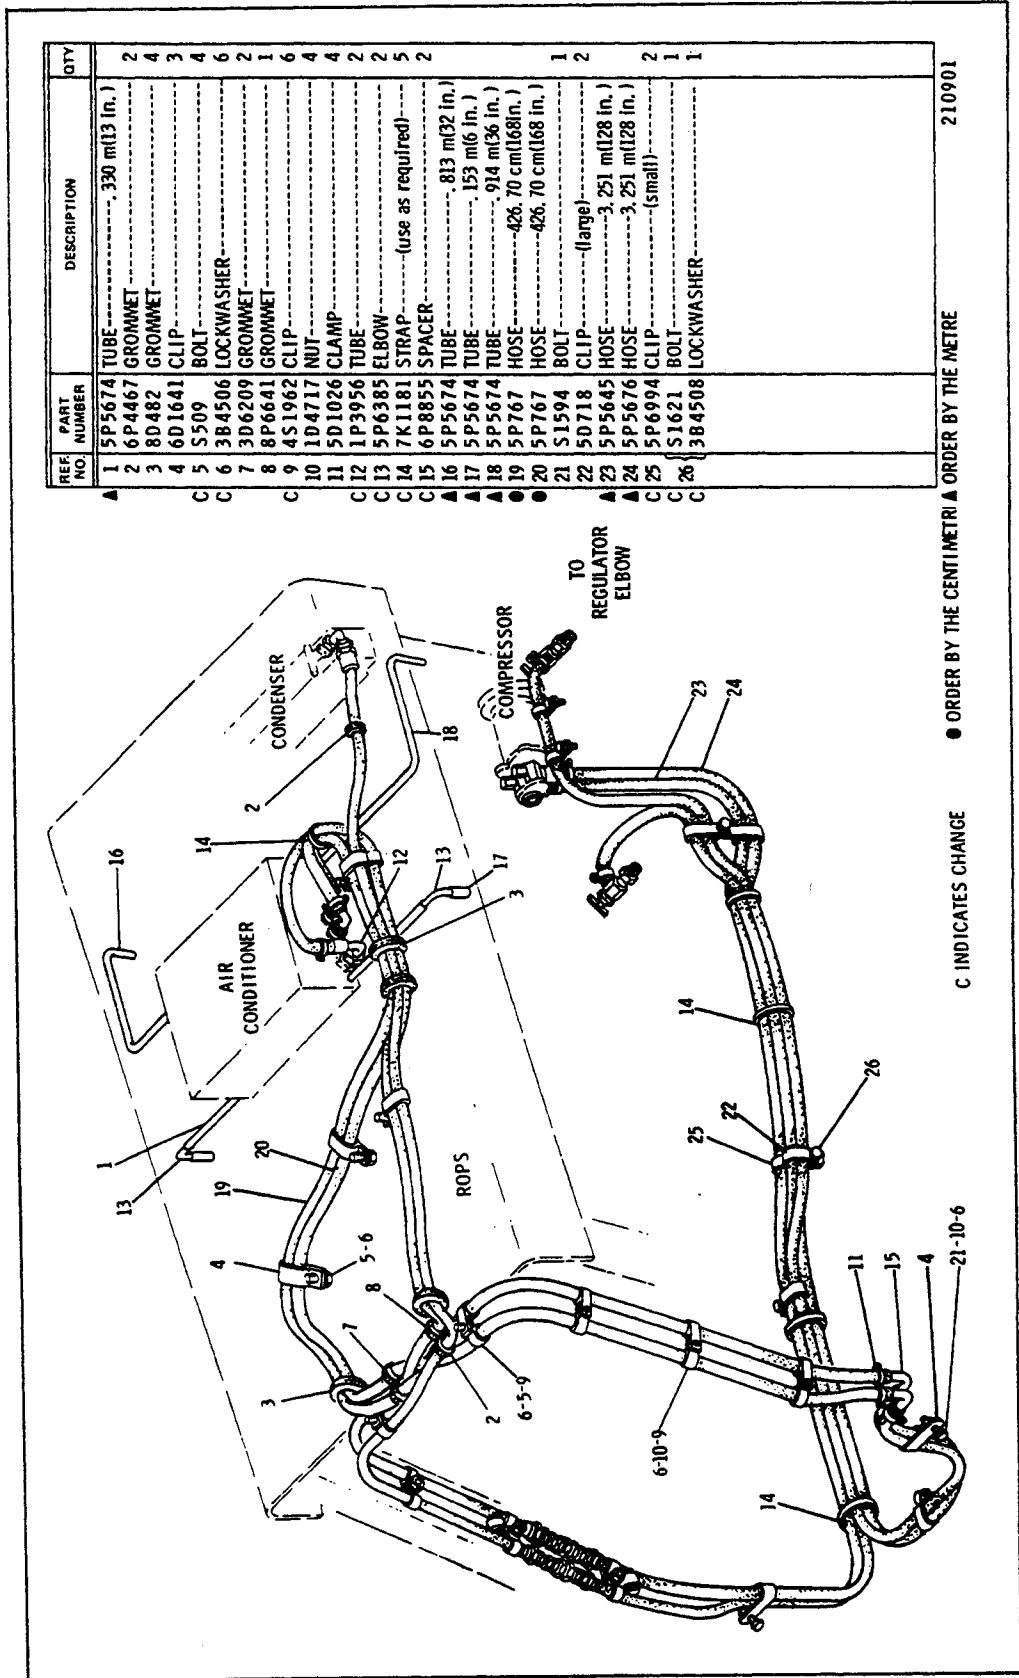 REF. NO. PART NUMBER DESCRIPTION QTY
▲ 1 5P5674 TUBE------------.330 m(13 in.)
2 6P4467 GROMMET------------2
3 8D482 GROMMET------------4
4 6D1641 CLIP------------3
C 5 S509 BOLT------------4
C 6 3B4506 LOCKWASHER------------6
7 3D6209 GROMMET------------2
8 8P6641 GROMMET------------1
C 9 4S1962 CLIP------------6
10 1D4717 NUT------------4
11 5D1026 CLAMP------------4
C 12 1P3956 TUBE------------2
C 13 5P6385 ELBOW------------2
C 14 7K1181 STRAP----(use as required)---5
C 15 6P8855 SPACER------------2
▲ 16 5P5674 TUBE------------.813 m(32 in.)
▲ 17 5P5674 TUBE------------.153 m(6 in.)
▲ 18 5P5674 TUBE------------.914 m(36 in.)
● 19 5P767 HOSE--------426.70 cm(168in.)
● 20 5P767 HOSE--------426.70 cm(168 in.)
21 S1594 BOLT------------1
22 5D718 CLIP--------(large)--------2
▲ 23 5P5645 HOSE--------3.251 m(128 in.)
▲ 24 5P5676 HOSE--------3.251 m(128 in.)
C 25 5P6994 CLIP--------(small)--------2
C 26 S1621 BOLT------------1
C 3B4508 LOCKWASHER------------1
16
CONDENSER
14
2
AIR CONDITIONER
18
12
13
17
3
1
13
20
19
4
5-6
ROPS
8
7
3
2
6-5-9
6-10-9
COMPRESSOR
TO REGULATOR ELBOW
23
24
14
22
25
26
11
15
4
21-10-6
14
C INDICATES CHANGE
● ORDER BY THE CENTIMETRI ▲ ORDER BY THE METRE
210901